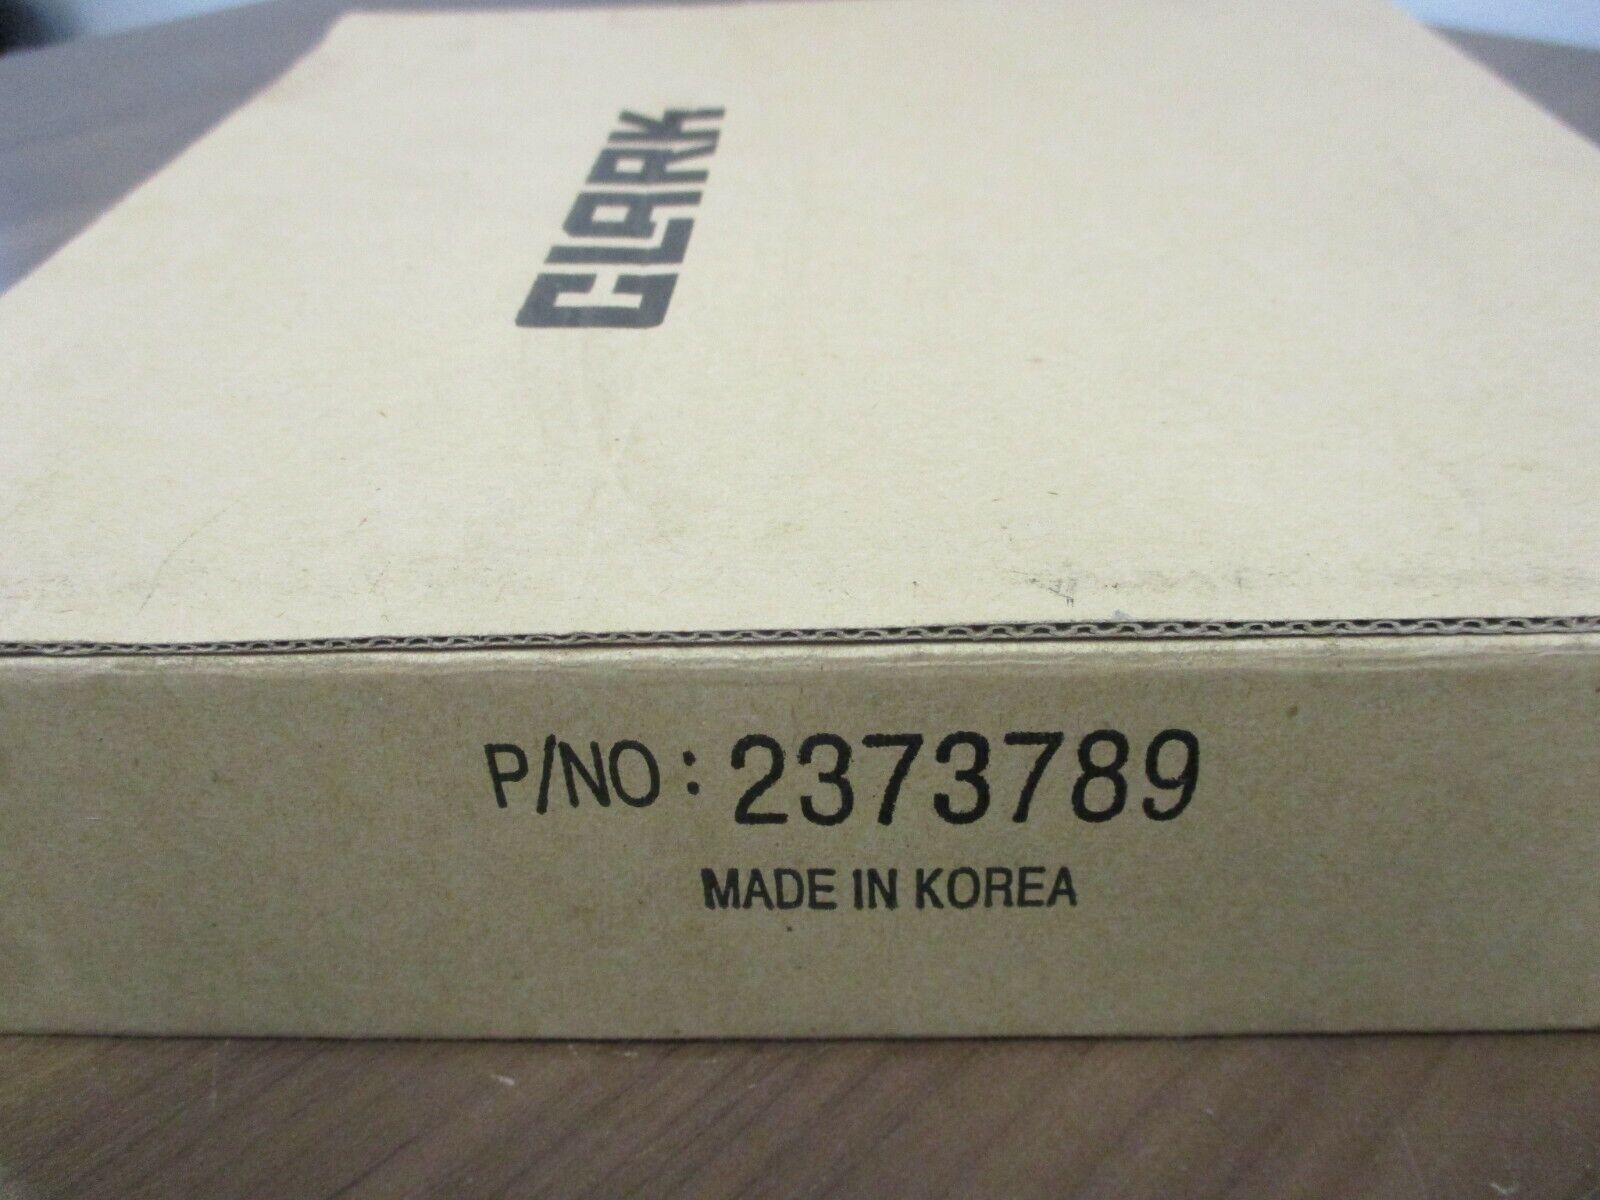 CLARK
P/NO : 2373789
MADE IN KOREA